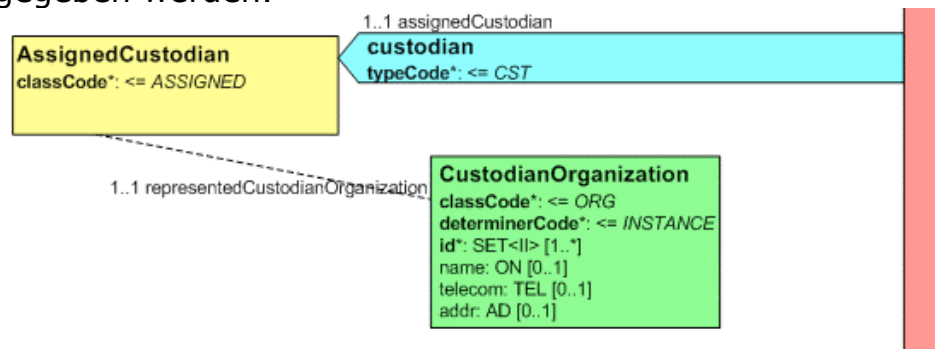 gegeben werden.
1..1 assignedCustodian
AssignedCustodian
classCode*: <= ASSIGNED
custodian
typeCode*: <= CST
1..1 representedCustodianOrganization
CustodianOrganization
classCode*: <= ORG
determinerCode*: <= INSTANCE
id*: SET<II> [1..*]
name: ON [0..1]
telecom: TEL [0..1]
addr: AD [0..1]